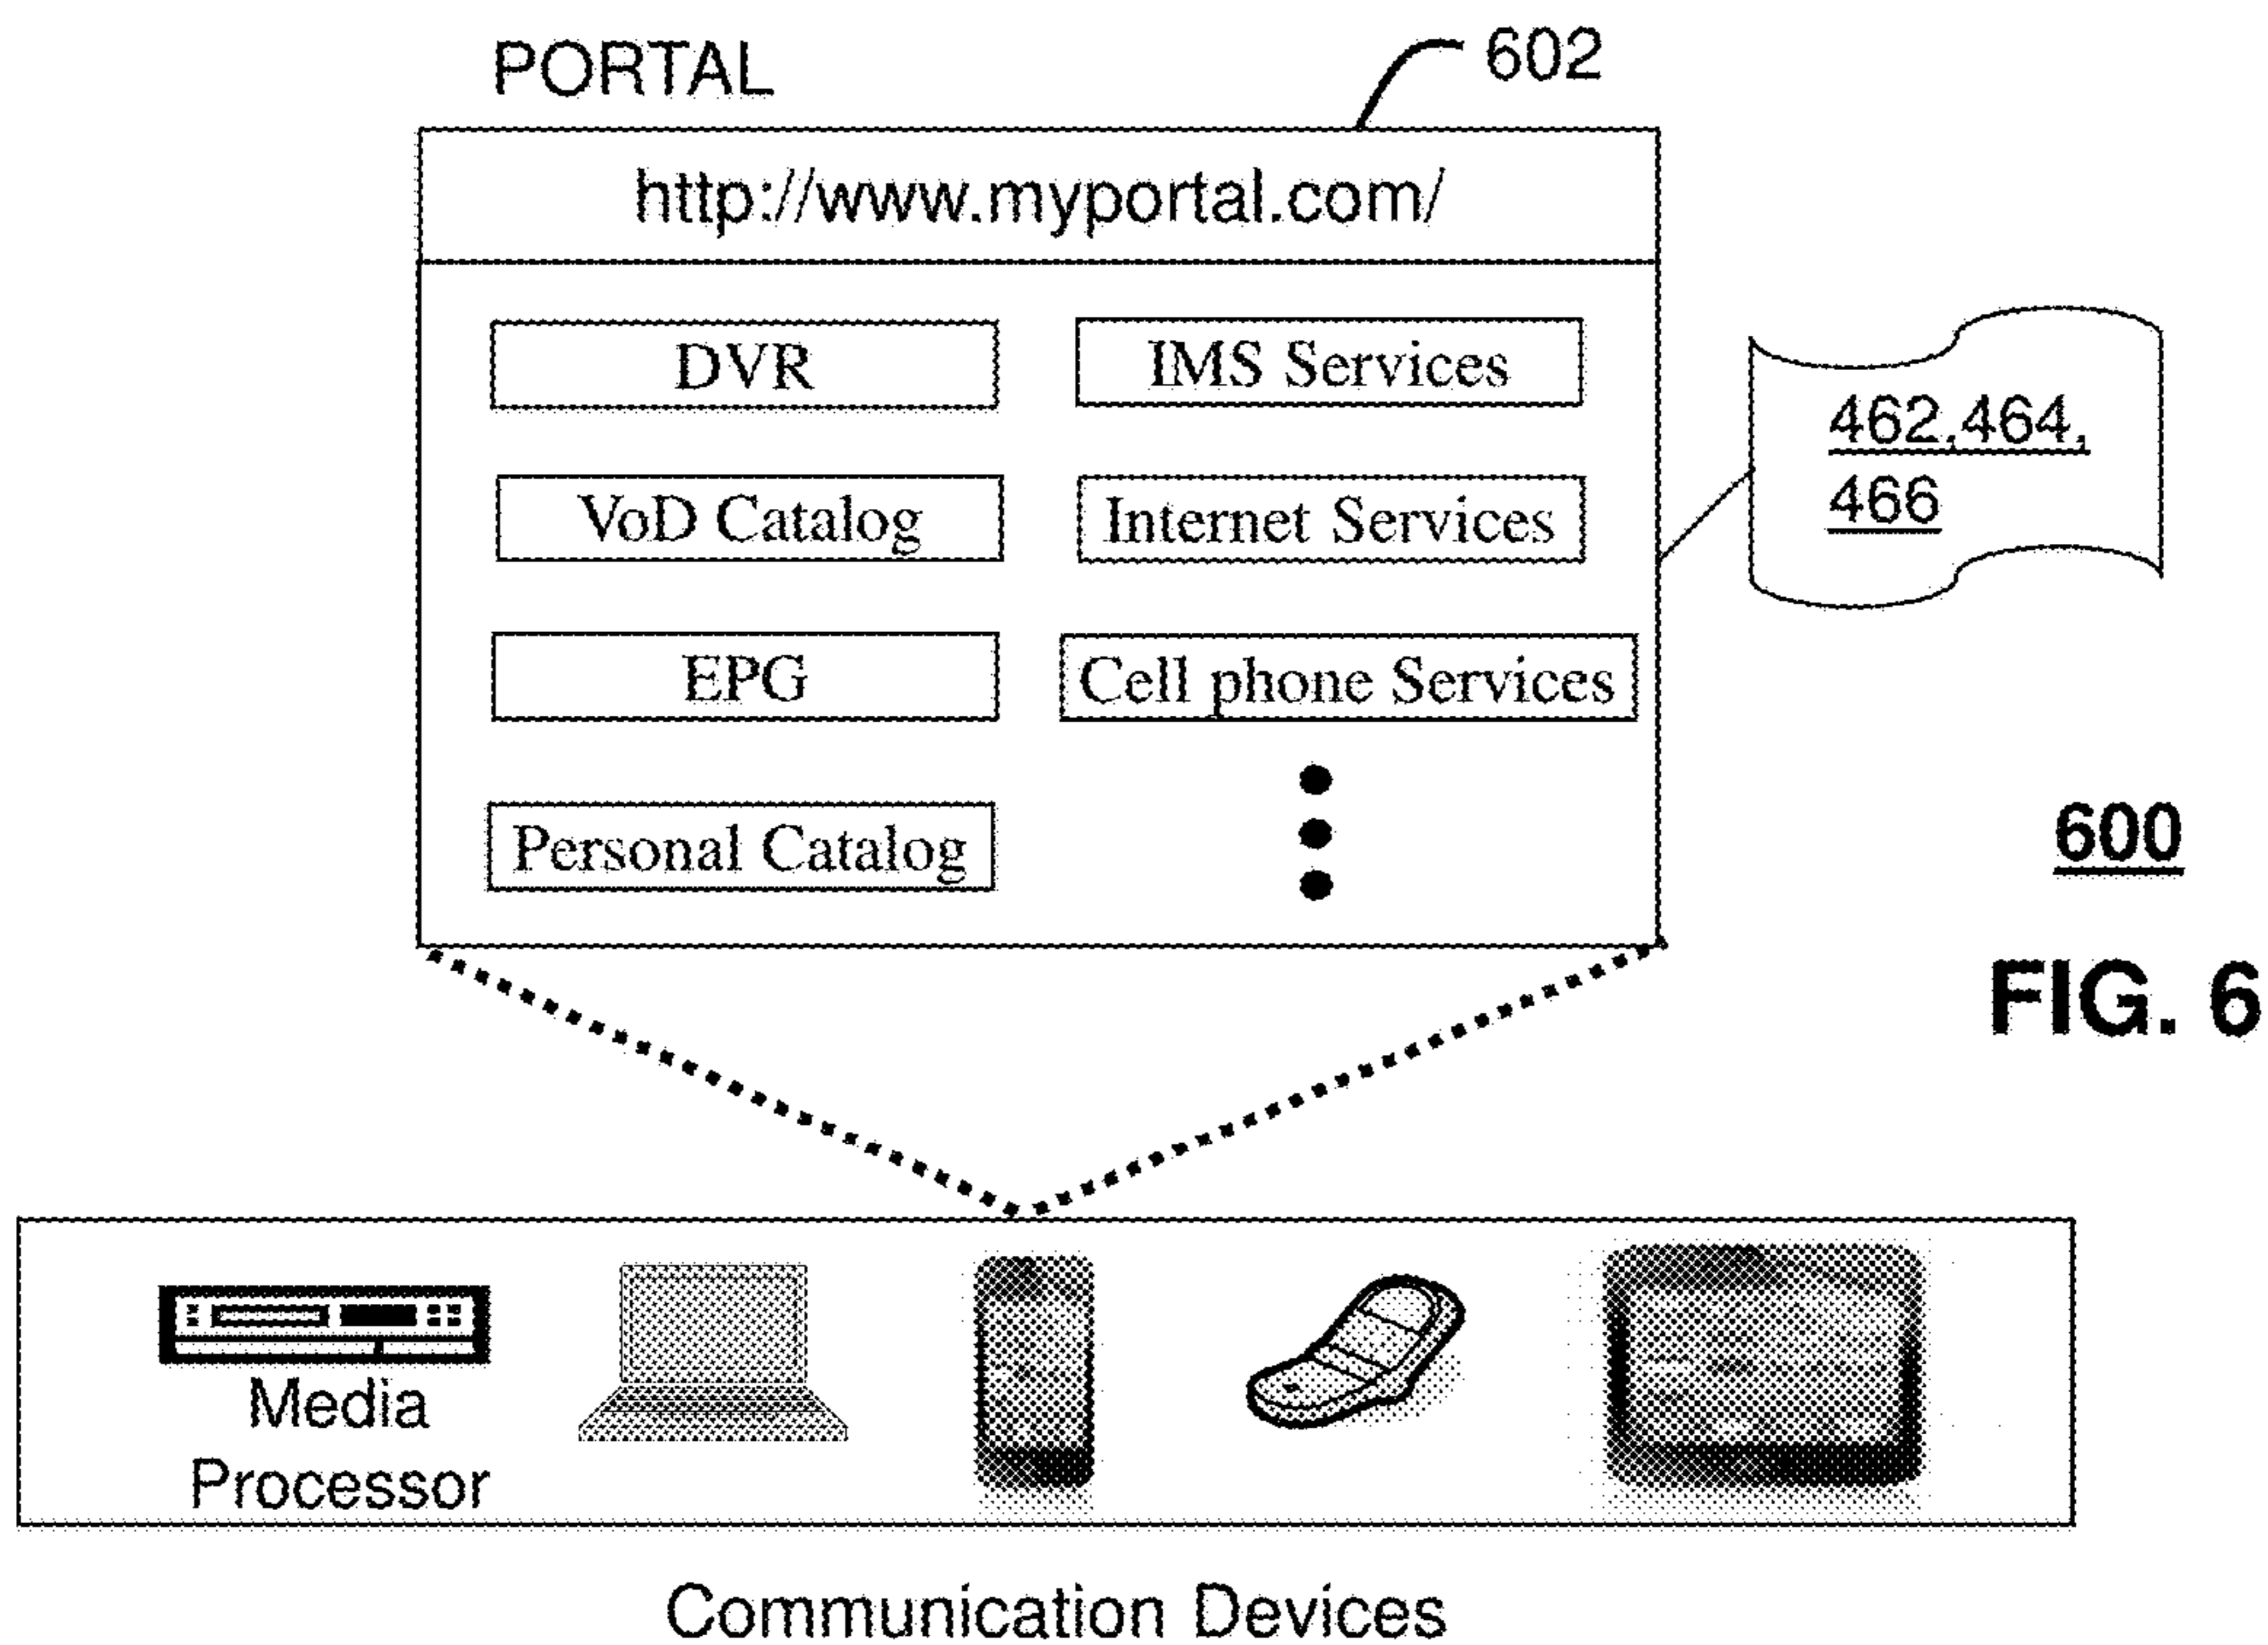 PORTAL
602
http://www.myportal.com/
DVR
IMS Services
VoD Catalog
Internet Services
EPG
Cell phone Services
Personal Catalog
462,464,
466
600
FIG. 6
Media
Processor
Communication Devices